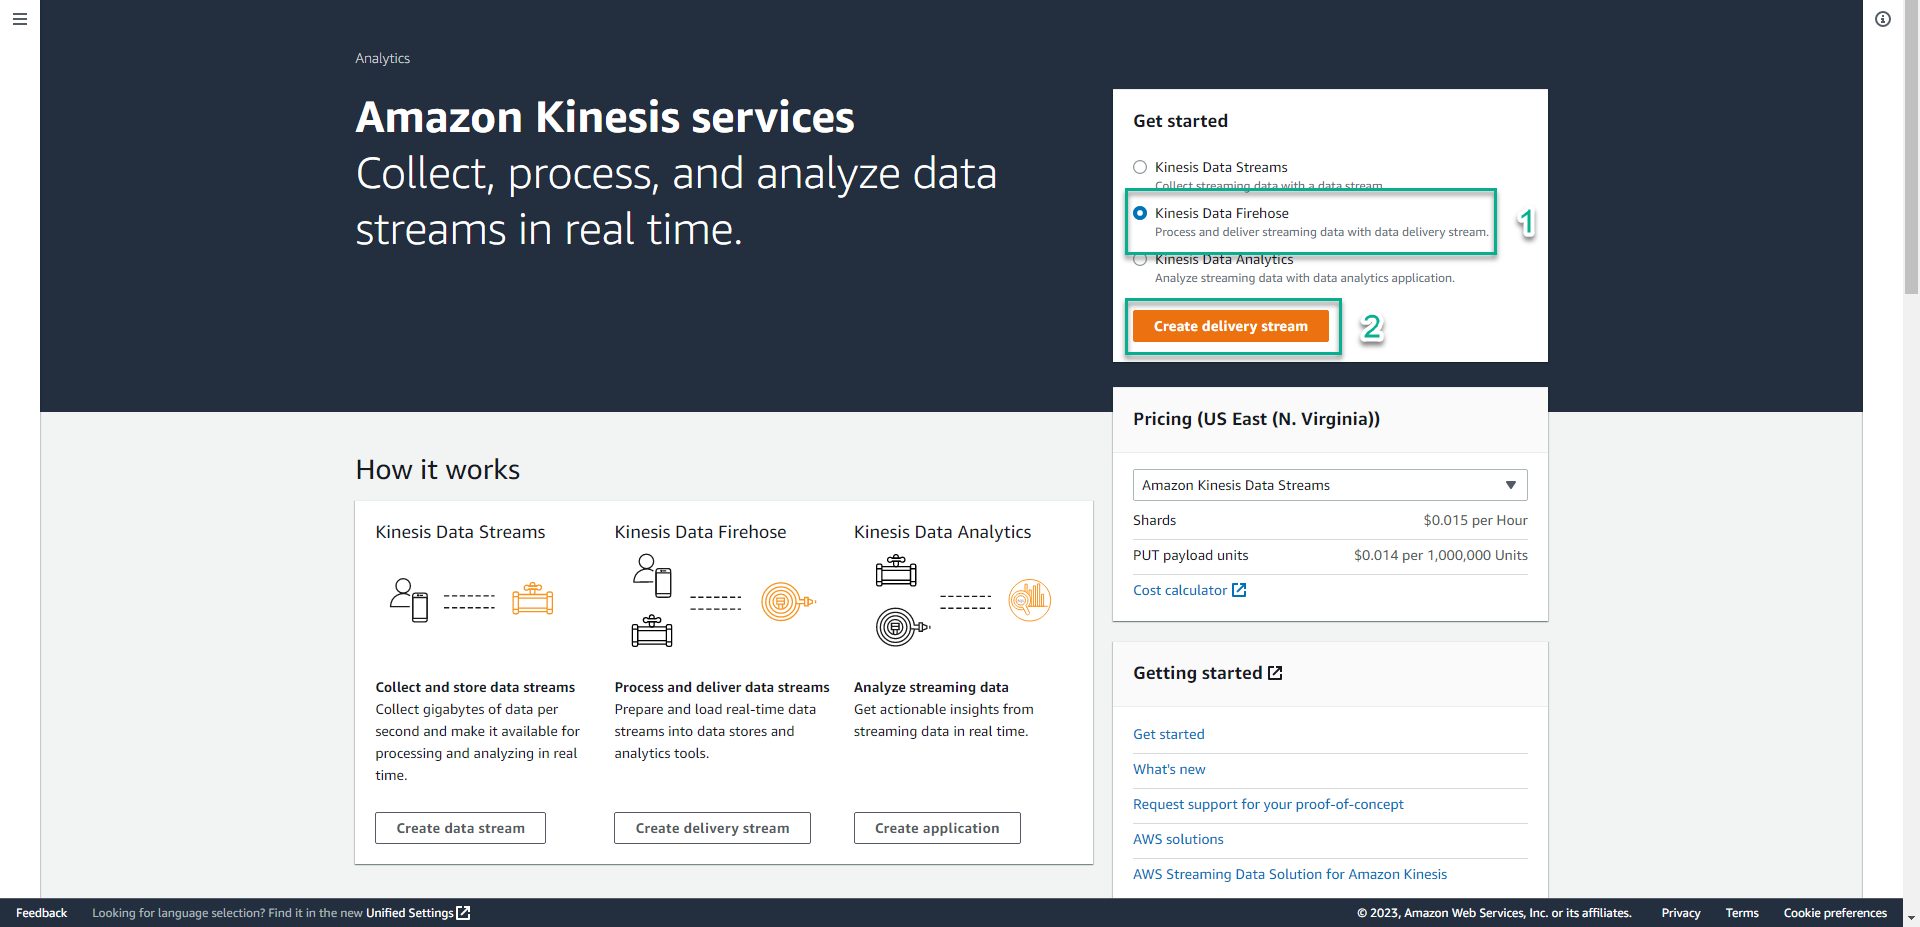 Analytics
Amazon Kinesis services
Collect, process, and analyze data
streams in real time.
Get started
Kinesis Data Streams
Collect streaming data with a data stream.
Kinesis Data Firehose
Process and deliver streaming data with data delivery stream.
1
Kinesis Data Analytics
Analyze streaming data with data analytics application.
Create delivery stream
2
Pricing (US East (N. Virginia))
Amazon Kinesis Data Streams
Shards $0.015 per Hour
PUT payload units $0.014 per 1,000,000 Units
Cost calculator
How it works
Kinesis Data Streams
Collect and store data streams
Collect gigabytes of data per
second and make it available for
processing and analyzing in real
time.
Create data stream
Kinesis Data Firehose
Process and deliver data streams
Prepare and load real-time data
streams into data stores and
analytics tools.
Create delivery stream
Kinesis Data Analytics
Analyze streaming data
Get actionable insights from
streaming data in real time.
Create application
Getting started
Get started
What's new
Request support for your proof-of-concept
AWS solutions
AWS Streaming Data Solution for Amazon Kinesis
Feedback Looking for language selection? Find it in the new Unified Settings © 2023, Amazon Web Services, Inc. or its affiliates. Privacy Terms Cookie preferences